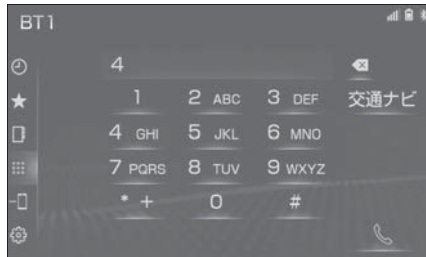 BT1
4
1 2 ABC 3 DEF 交通ナビ
4 GHI 5 JKL 6 MNO
7 PQRS 8 TUV 9 WXYZ
* + 0 #